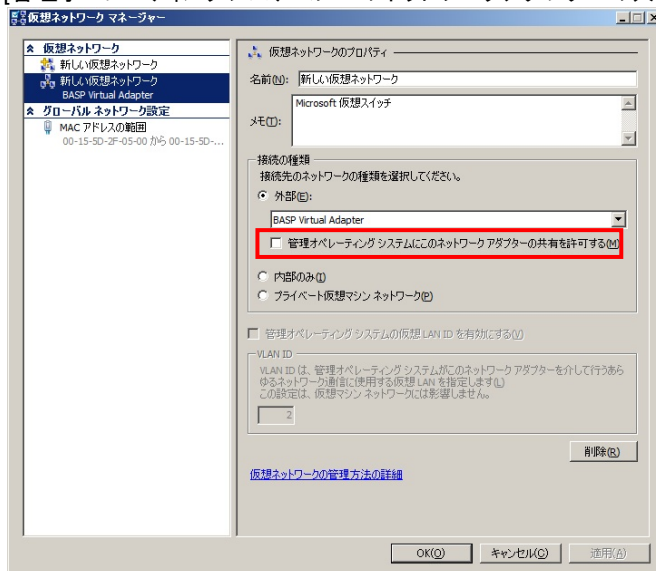 仮想ネットワーク マネージャー
仮想ネットワーク
新しい仮想ネットワーク
新しい仮想ネットワーク
BASP Virtual Adapter
グローバル ネットワーク設定
MAC アドレスの範囲
00-15-5D-2F-05-00 から 00-15-5D-...
仮想ネットワークのプロパティ
名前(N): 新しい仮想ネットワーク
メモ(T): Microsoft 仮想スイッチ
接続の種類
接続先のネットワークの種類を選択してください。
外部(E):
BASP Virtual Adapter
管理オペレーティング システムにこのネットワーク アダプターの共有を許可する(M)
内部のみ(I)
プライベート仮想マシン ネットワーク(P)
管理オペレーティング システムの仮想 LAN ID を有効にする(V)
VLAN ID
VLAN ID は、管理オペレーティング システムがこのネットワーク アダプターを介して行うあら
ゆるネットワーク通信に使用する仮想 LAN を指定します(L)
この設定は、仮想マシン ネットワークには影響しません。
2
削除(R)
仮想ネットワークの管理方法の詳細
OK(O) キャンセル(C) 適用(A)